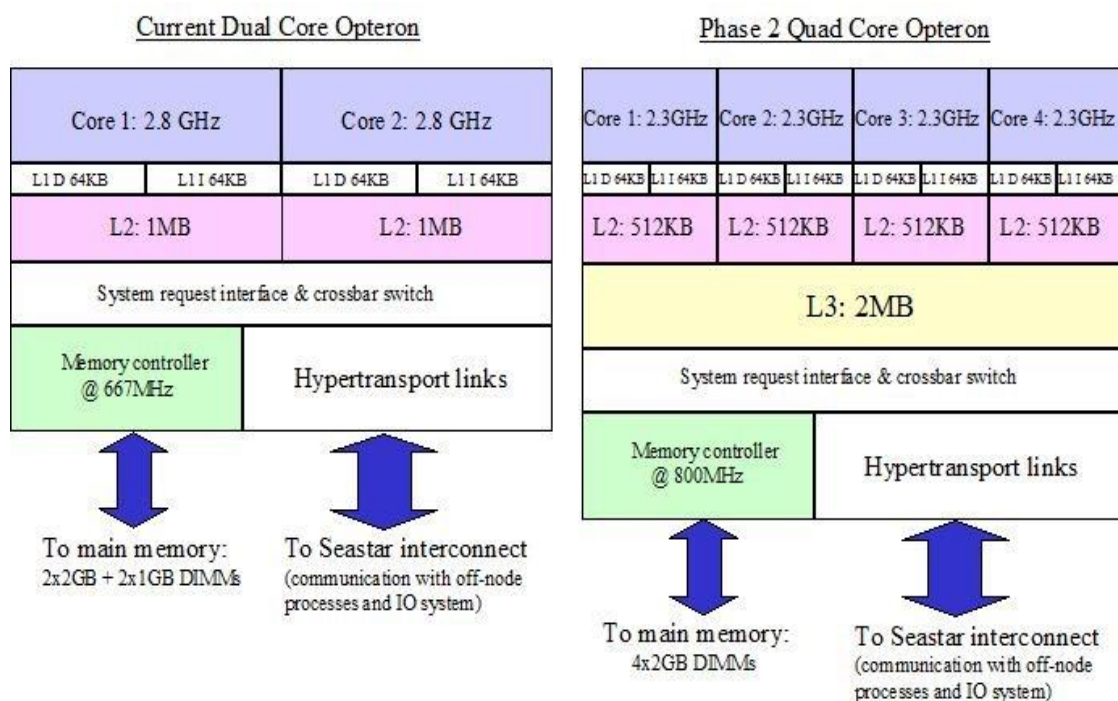 Current Dual Core Opteron
Core 1: 2.8 GHz
Core 2: 2.8 GHz
L1 D 64KB
L1 I 64KB
L1 D 64KB
L1 I 64KB
L2: 1MB
L2: 1MB
System request interface & crossbar switch
Memory controller
@ 667MHz
Hypertransport links
To main memory:
2x2GB + 2x1GB DIMMs
To Seastar interconnect
(communication with off-node
processes and IO system)
Phase 2 Quad Core Opteron
Core 1: 2.3GHz
Core 2: 2.3GHz
Core 3: 2.3GHz
Core 4: 2.3GHz
L1 D 64KB
L1 I 64KB
L1 D 64KB
L1 I 64KB
L1 D 64KB
L1 I 64KB
L1 D 64KB
L1 I 64KB
L2: 512KB
L2: 512KB
L2: 512KB
L2: 512KB
L3: 2MB
System request interface & crossbar switch
Memory controller
@ 800MHz
Hypertransport links
To main memory:
4x2GB DIMMs
To Seastar interconnect
(communication with off-node
processes and IO system)